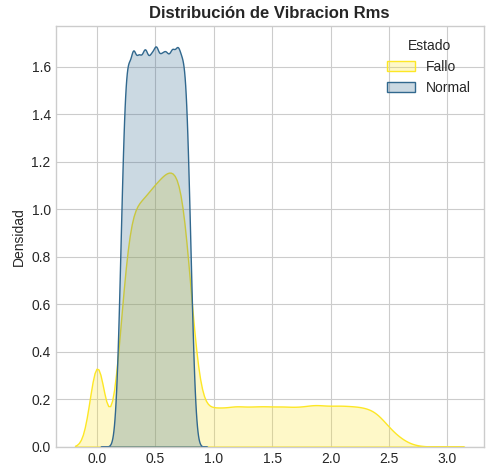 Distribución de Vibracion Rms
Estado
Fallo
Normal
Densidad
1.6
1.4
1.2
1.0
0.8
0.6
0.4
0.2
0.0
0.0 0.5 1.0 1.5 2.0 2.5 3.0